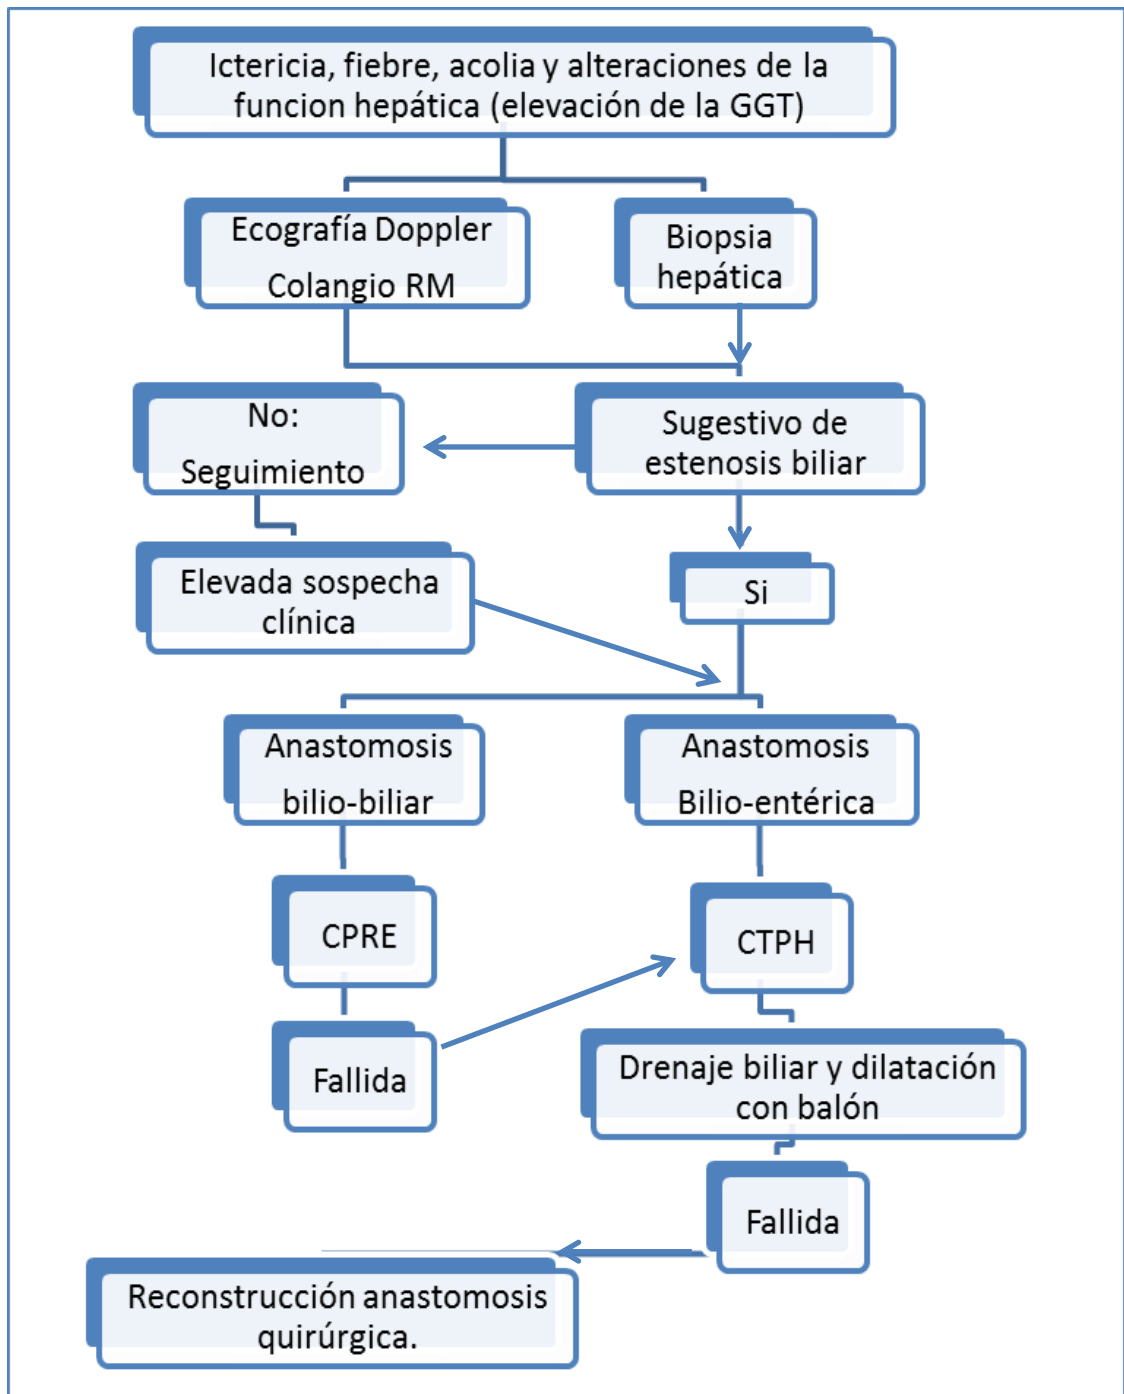 Ictericia, fiebre, acolia y alteraciones de la
funcion hepática (elevación de la GGT)
Ecografía Doppler
Colangio RM
Biopsia
hepática
No:
Seguimiento
Sugestivo de
estenosis biliar
Elevada sospecha
clínica
Si
Anastomosis
bilio-biliar
Anastomosis
Bilio-entérica
CPRE
CTPH
Fallida
Drenaje biliar y dilatación
con balón
Fallida
Reconstrucción anastomosis
quirúrgica.